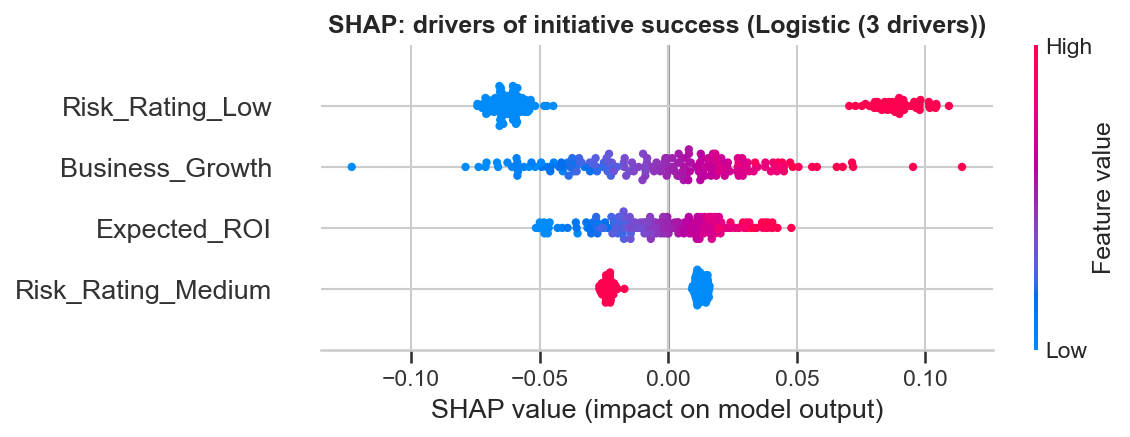 SHAP: drivers of initiative success (Logistic (3 drivers))
High
Risk_Rating_Low
Business_Growth
Expected_ROI
Risk_Rating_Medium
Feature value
Low
−0.10 −0.05 0.00 0.05 0.10
SHAP value (impact on model output)